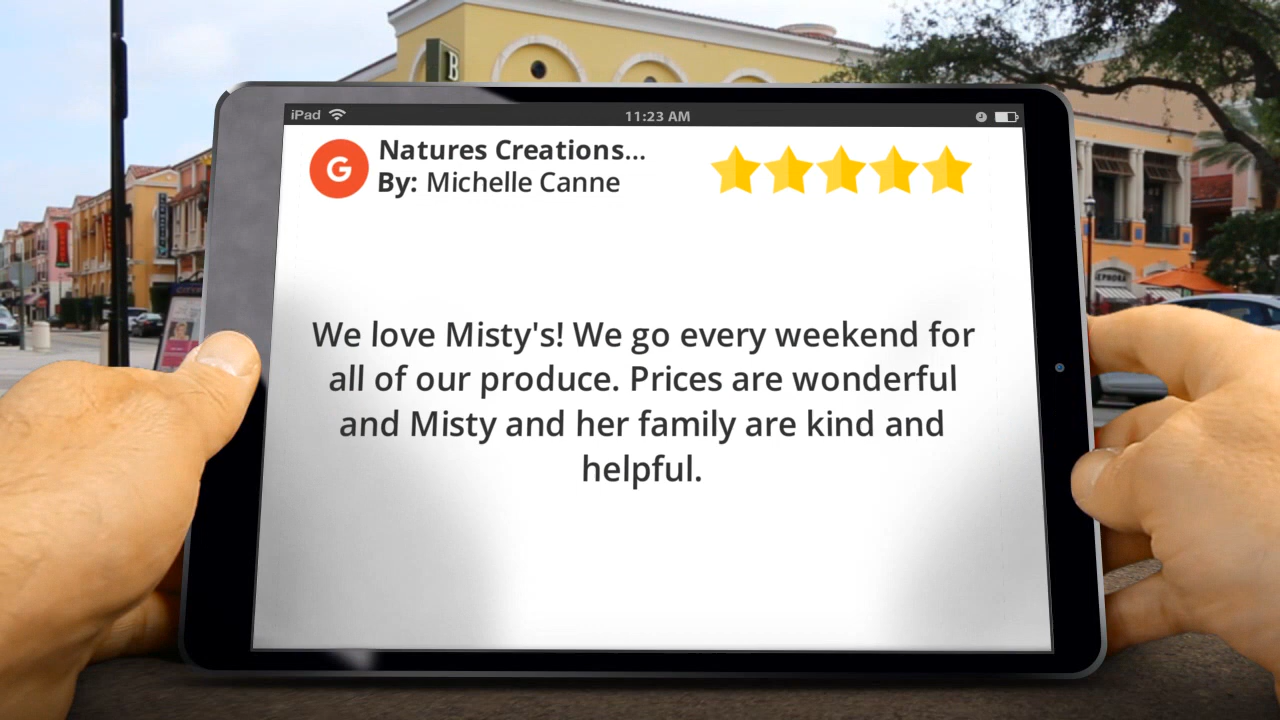 iPad 11:23 AM
G Natures Creations...
By: Michelle Canne
We love Misty's! We go every weekend for
all of our produce. Prices are wonderful
and Misty and her family are kind and
helpful.
B
SEPHORA